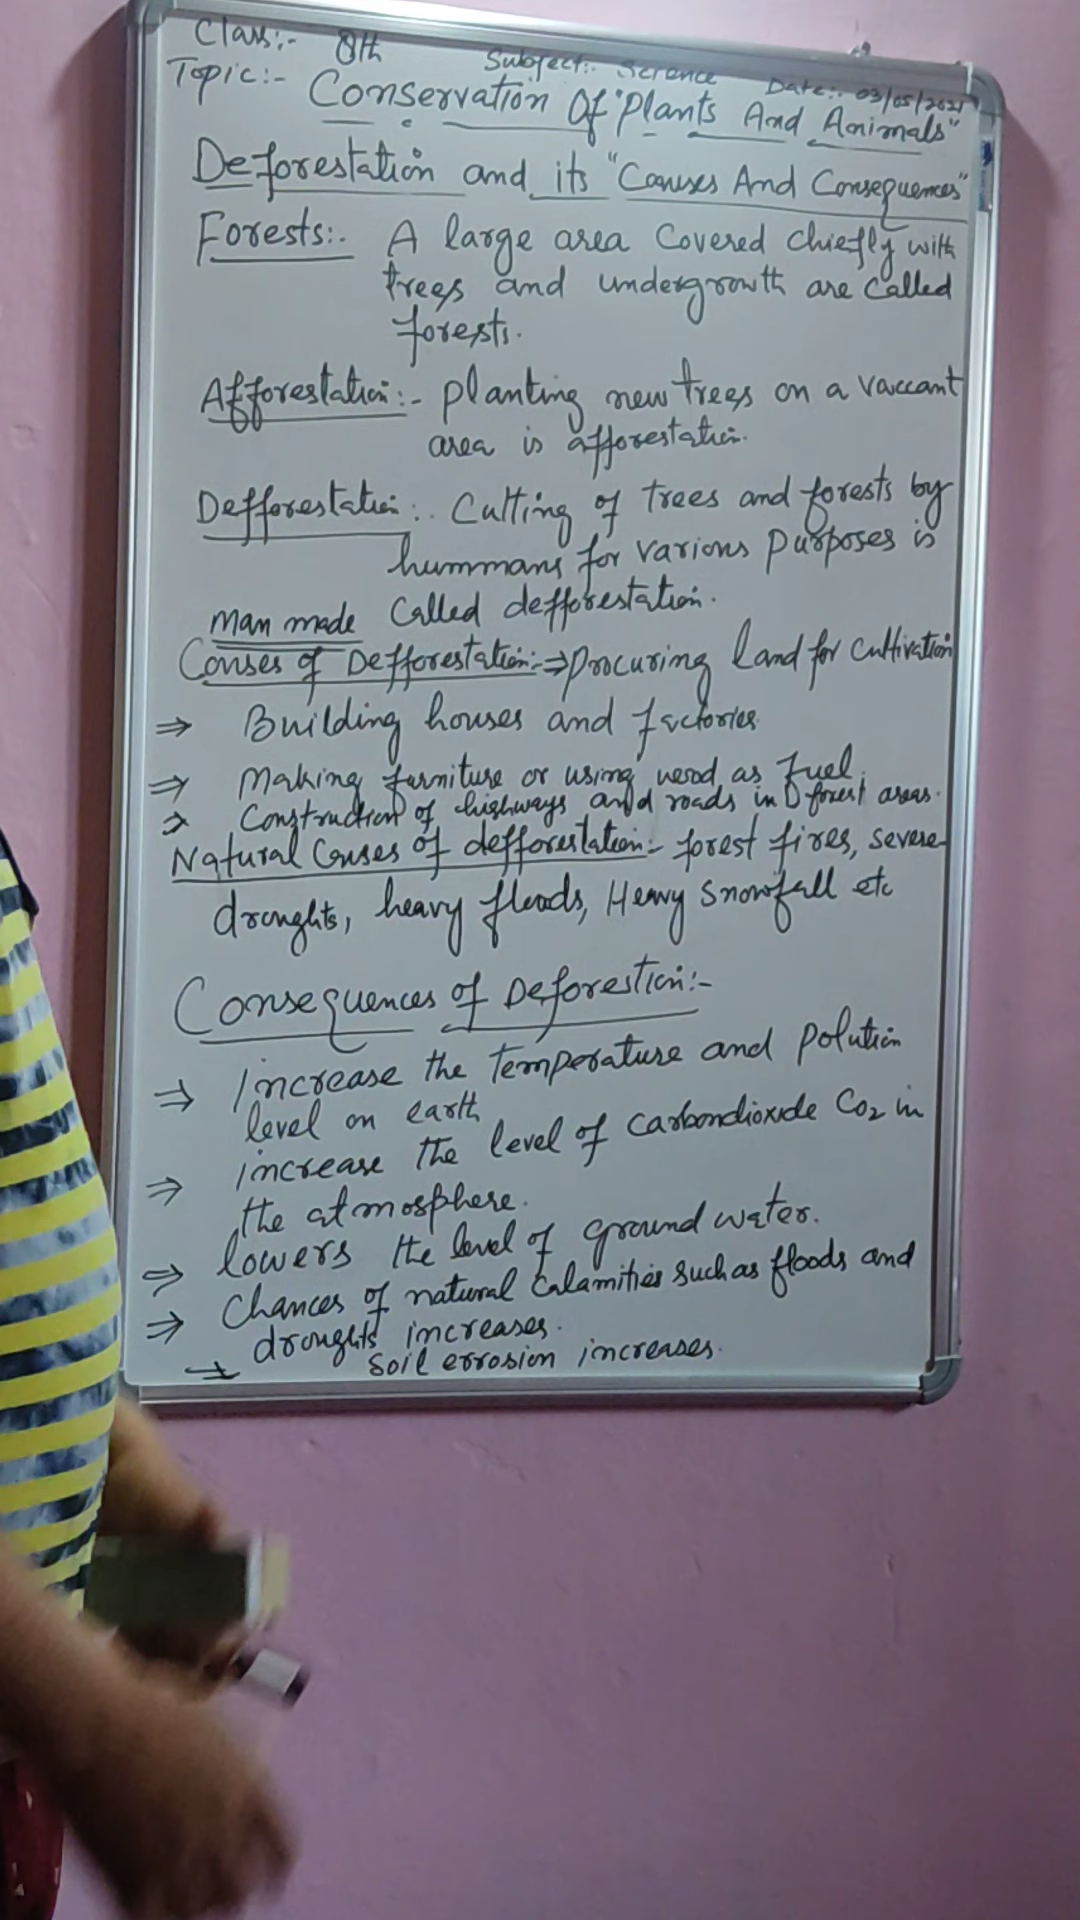 Class:- 8th Subject:- Science Date:- 03/05/2021
Topic:- Conservation Of "Plants And Animals"
Deforestation and its "Causes And Consequences"
Forests:- A large area Covered chiefly with
trees and undergrowth are Called
forests.
Afforestation:- Planting new trees on a vaccant
area is afforestation.
Defforestation:- Cutting of trees and forests by
hummans for various purposes is
Man made Called defforestation.
Causes of Defforestation:- ⇒ Procuring land for cultivation
⇒ Building houses and factories
⇒ Making furniture or using wood as fuel.
⇒ Construction of highways and roads in forest areas.
Natural Causes of defforestation:- forest fires, severe
droughts, heavy floods, Heavy Snowfall etc
Consequences of Deforestion:-
⇒ Increase the temperature and polution
level on earth
⇒ increase the level of carbondioxide CO2 in
the atmosphere.
⇒ lowers the level of ground water.
⇒ Chances of natural Calamities such as floods and
droughts increases.
→ Soil errosion increases.